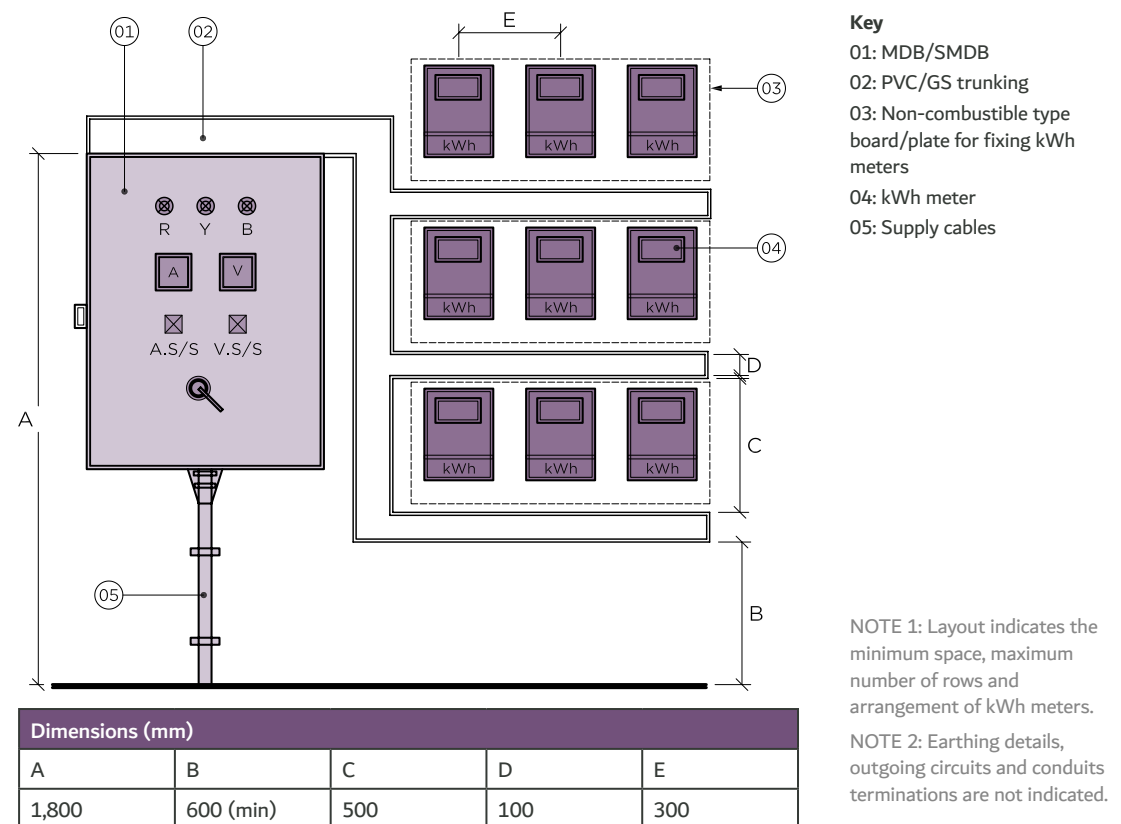 01
02
E
03
kWh
kWh
kWh
04
kWh
kWh
kWh
R
Y
B
A
V
A.S/S
V.S/S
D
A
C
kWh
kWh
kWh
05
B
Key
01: MDB/SMDB
02: PVC/GS trunking
03: Non-combustible type
board/plate for fixing kWh
meters
04: kWh meter
05: Supply cables
NOTE 1: Layout indicates the
minimum space, maximum
number of rows and
arrangement of kWh meters.
NOTE 2: Earthing details,
outgoing circuits and conduits
terminations are not indicated.
Dimensions (mm)
A B C D E
1,800 600 (min) 500 100 300